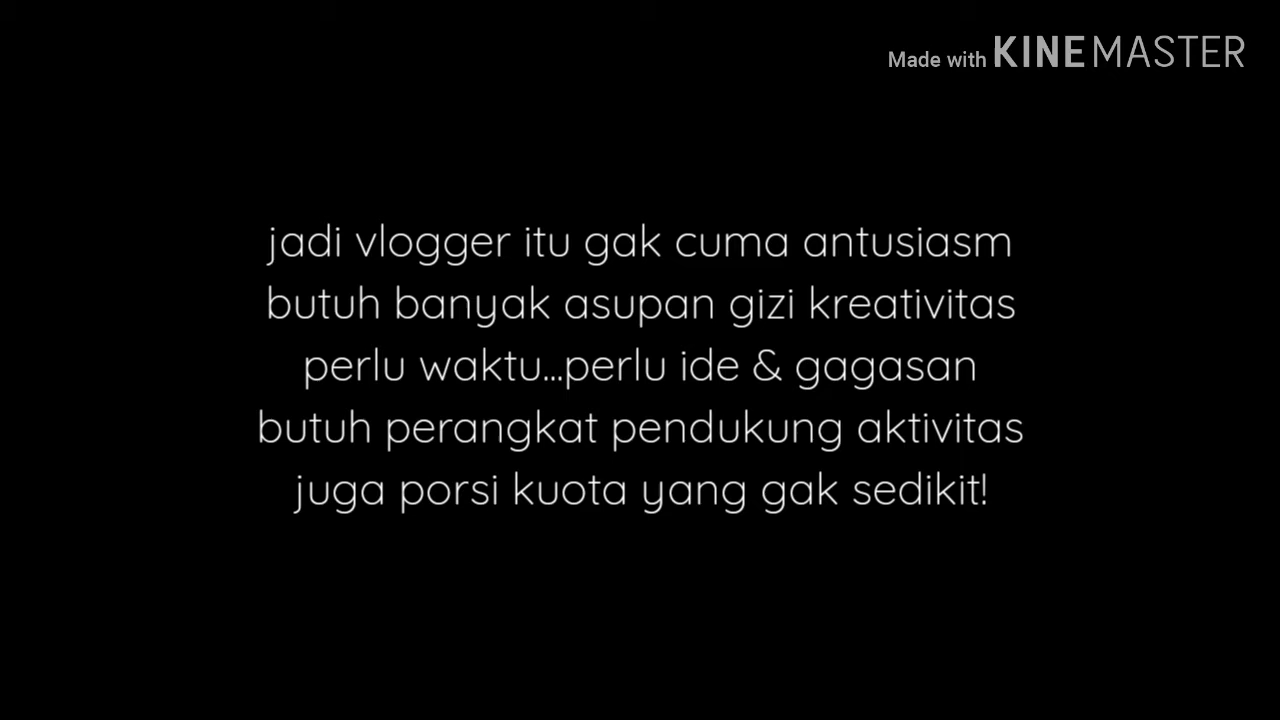 Made with KINEMASTER
jadi vlogger itu gak cuma antusiasm
butuh banyak asupan gizi kreativitas
perlu waktu...perlu ide & gagasan
butuh perangkat pendukung aktivitas
juga porsi kuota yang gak sedikit!